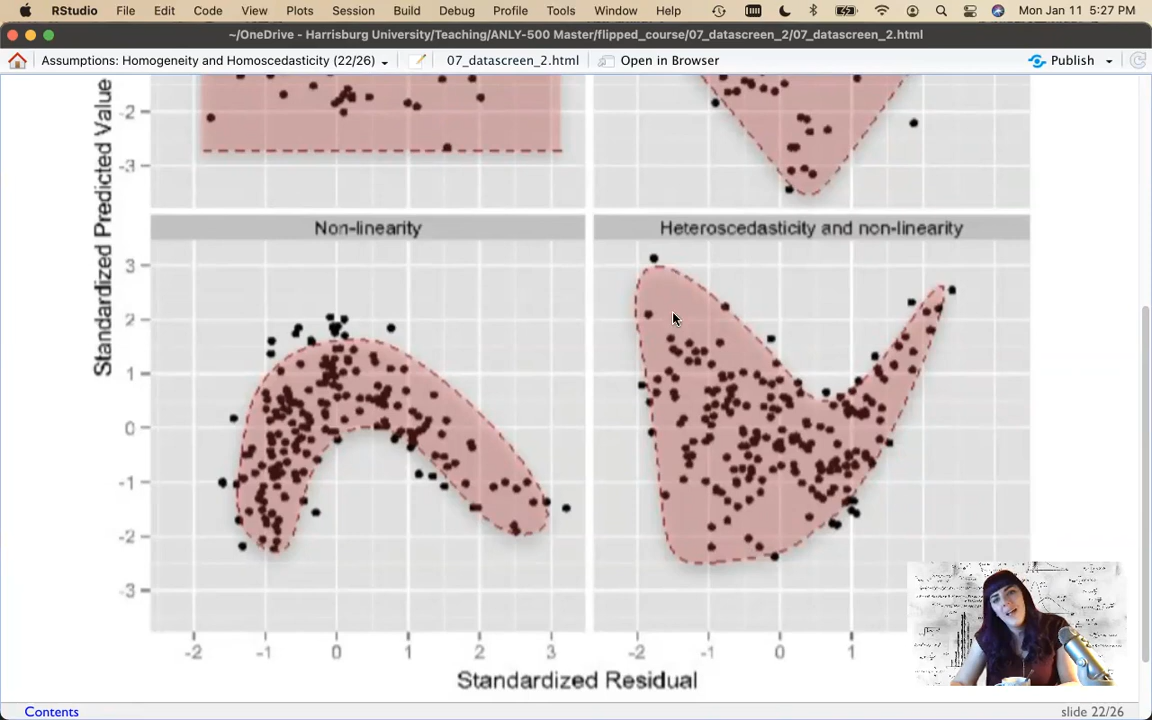 RStudio File Edit Code View Plots Session Build Debug Profile Tools Window Help Mon Jan 11 5:27 PM
~/OneDrive - Harrisburg University/Teaching/ANLY-500 Master/flipped_course/07_datascreen_2/07_datascreen_2.html
Assumptions: Homogeneity and Homoscedasticity (22/26) 07_datascreen_2.html Open in Browser Publish
Standardized Predicted Value
-2
-3
Non-linearity Heteroscedasticity and non-linearity
3
2
1
0
-1
-2
-3
-2 -1 0 1 2 3 -2 -1 0 1
Standardized Residual
Contents slide 22/26